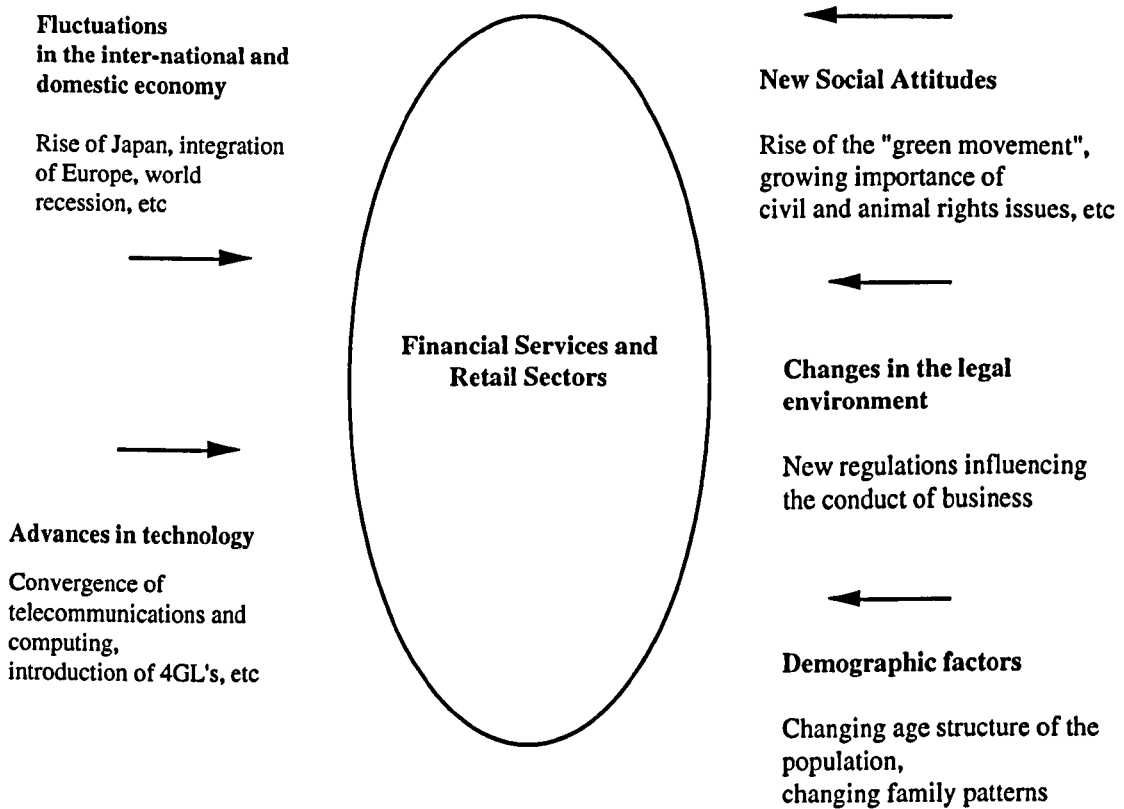 Fluctuations
in the inter-national and
domestic economy
Rise of Japan, integration
of Europe, world
recession, etc
Advances in technology
Convergence of
telecommunications and
computing,
introduction of 4GL's, etc
Financial Services and
Retail Sectors
New Social Attitudes
Rise of the "green movement",
growing importance of
civil and animal rights issues, etc
Changes in the legal
environment
New regulations influencing
the conduct of business
Demographic factors
Changing age structure of the
population,
changing family patterns